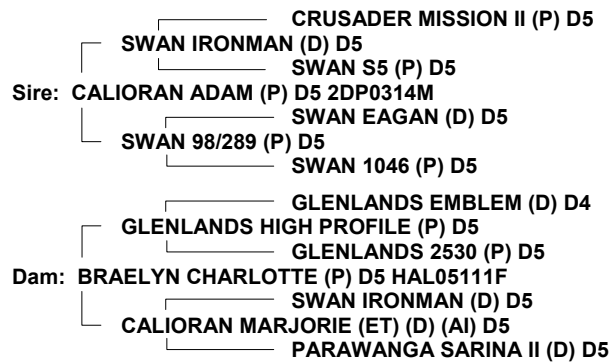 CRUSADER MISSION II (P) D5
SWAN IRONMAN (D) D5
SWAN S5 (P) D5
Sire: CALIORAN ADAM (P) D5 2DP0314M
SWAN EAGAN (D) D5
SWAN 98/289 (P) D5
SWAN 1046 (P) D5
GLENLANDS EMBLEM (D) D4
GLENLANDS HIGH PROFILE (P) D5
GLENLANDS 2530 (P) D5
Dam: BRAELYN CHARLOTTE (P) D5 HAL05111F
SWAN IRONMAN (D) D5
CALIORAN MARJORIE (ET) (D) (AI) D5
PARAWANGA SARINA II (D) D5